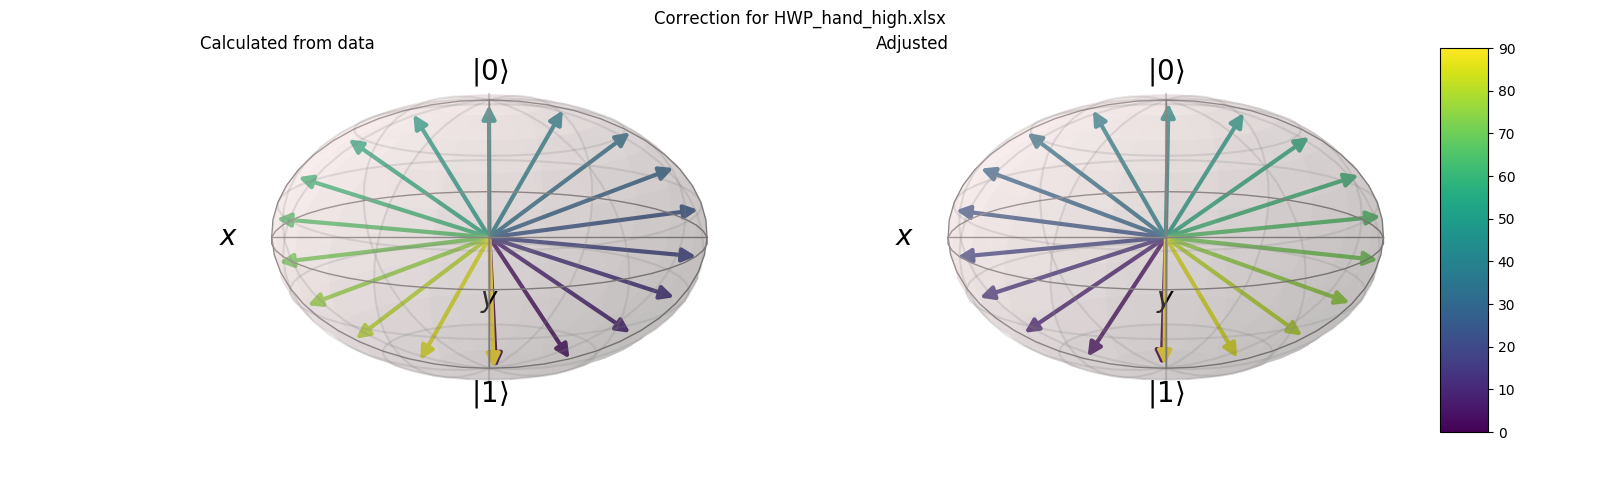 Correction for HWP_hand_high.xlsx
Calculated from data
Adjusted
|0⟩
|0⟩
x
x
y
y
|1⟩
|1⟩
90
80
70
60
50
40
30
20
10
0